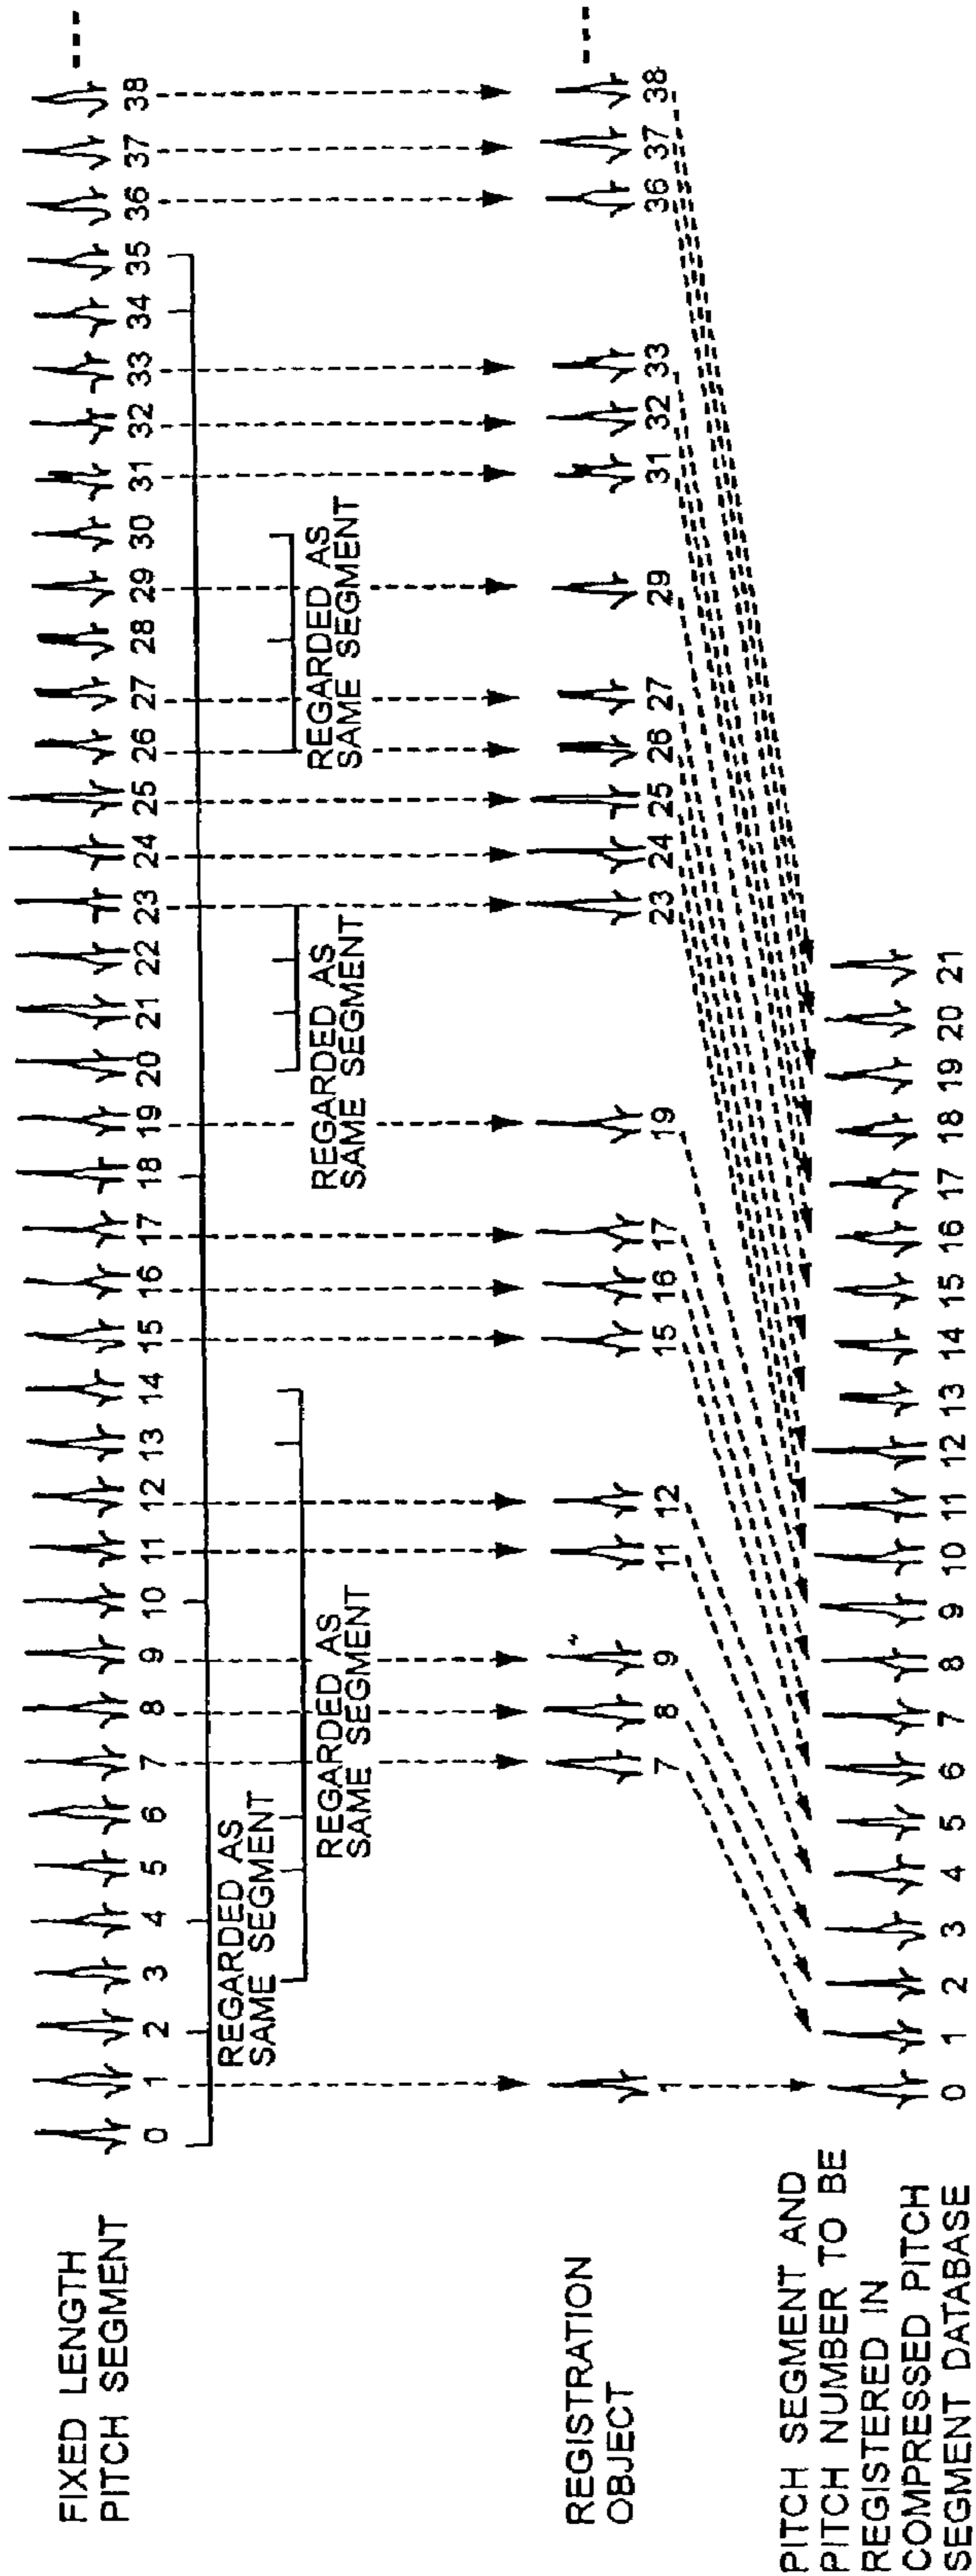 FIXED LENGTH
PITCH SEGMENT
0 1 2 3 4 5 6 7 8 9 10 11 12 13 14 15 16 17 18 19 20 21 22 23 24 25 26 27 28 29 30 31 32 33 34 35 36 37 38
REGARDED AS
SAME SEGMENT
REGARDED AS
SAME SEGMENT
REGARDED AS
SAME SEGMENT
REGARDED AS
SAME SEGMENT
REGISTRATION
OBJECT
1 7 8 9 11 12 15 16 17 19 23 24 25 26 27 29 31 32 33 36 37 38
PITCH SEGMENT AND
PITCH NUMBER TO BE
REGISTERED IN
COMPRESSED PITCH
SEGMENT DATABASE
0 1 2 3 4 5 6 7 8 9 10 11 12 13 14 15 16 17 18 19 20 21